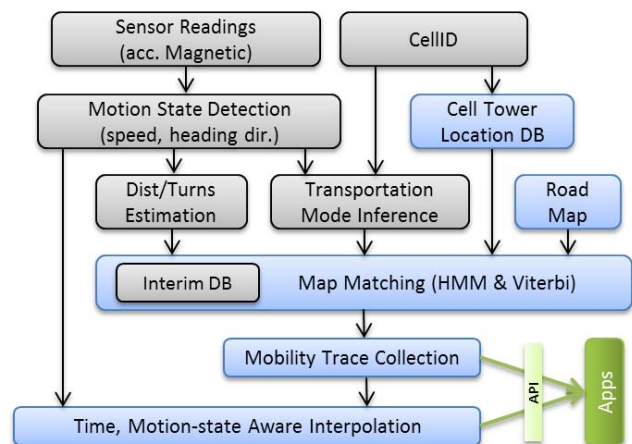 Sensor Readings
(acc. Magnetic)
CellID
Motion State Detection
(speed, heading dir.)
Cell Tower
Location DB
Dist/Turns
Estimation
Transportation
Mode Inference
Road
Map
Interim DB
Map Matching (HMM & Viterbi)
Mobility Trace Collection
API
Apps
Time, Motion-state Aware Interpolation